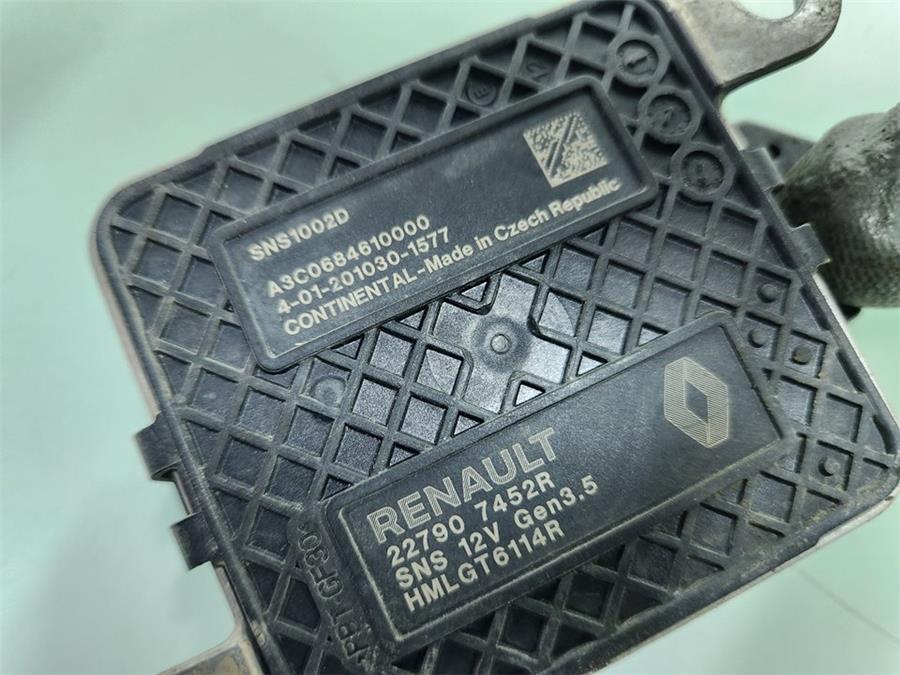 SNS1002D
A3C0684610000
4-01-201030-1577
CONTINENTAL-Made in Czech Republic
RENAULT
22790 7452R
SNS 12V Gen3.5
HMLGT6114R